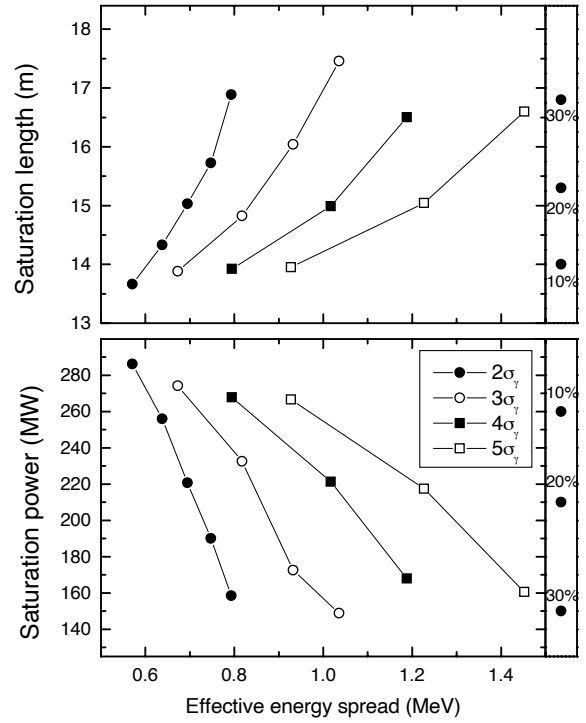 Saturation length (m)
18
17
16
15
14
13
30%
20%
10%
Saturation power (MW)
280
260
240
220
200
180
160
140
2σγ
3σγ
4σγ
5σγ
10%
20%
30%
0.6 0.8 1.0 1.2 1.4
Effective energy spread (MeV)